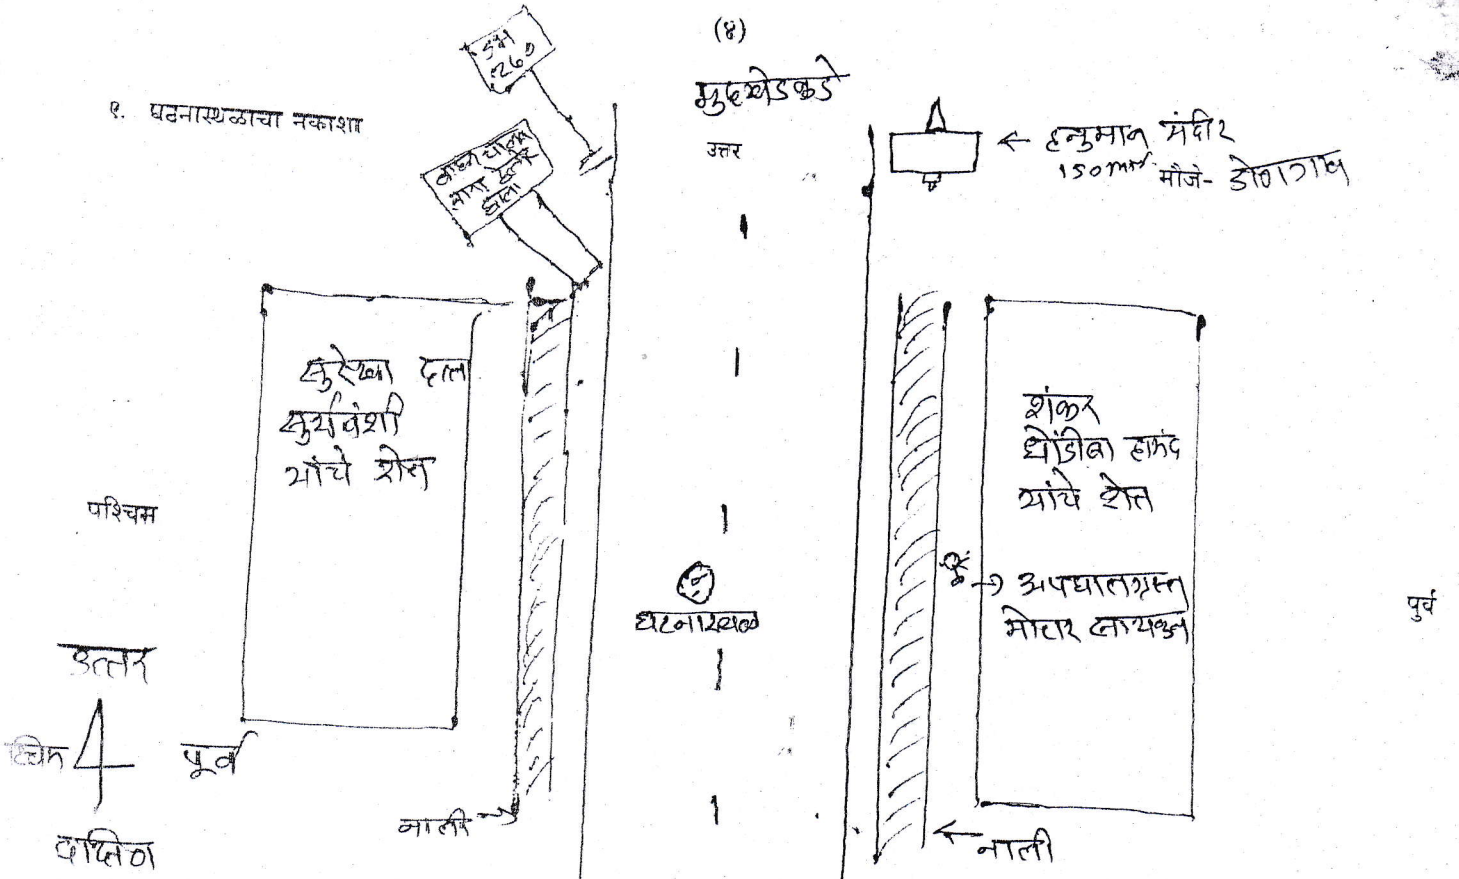 (४)
मुदखेडकडे
उत्तर
९. घटनास्थळाचा नकाशा
हनुमान मंदीर
150 मौजे- डोणगाव
सुरेखा दत्ता
सुर्यवंशी
यांचे शेत
शंकर
धोंडीबा
यांचे शेत
पश्चिम
पुर्व
अपघातग्रस्त
मोटार सायकल
घटनास्थळ
उत्तर
पूर्व
दक्षिण
नाली
नाली